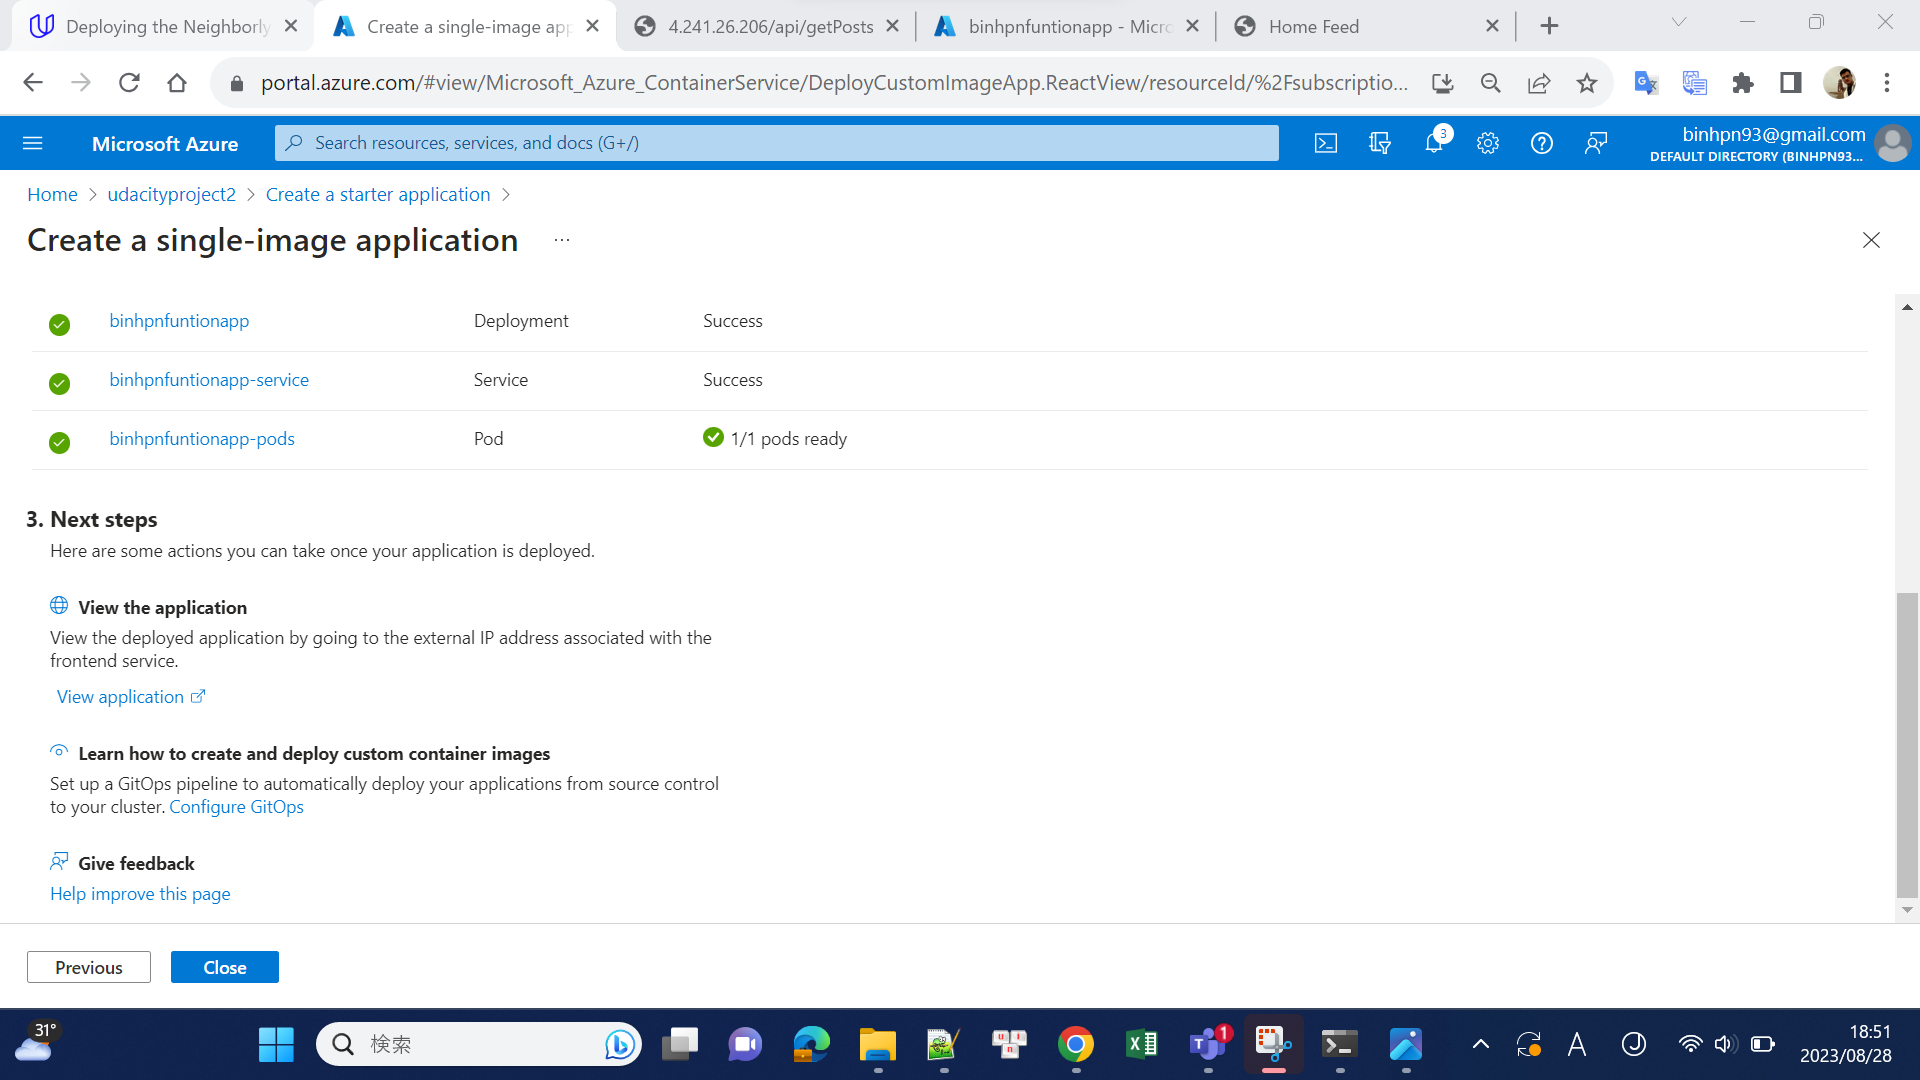 Deploying the Neighborly
Create a single-image app
4.241.26.206/api/getPosts
binhpnfuntionapp - Micro
Home Feed
portal.azure.com/#view/Microsoft_Azure_ContainerService/DeployCustomImageApp.ReactView/resourceId/%2Fsubscriptio...
Microsoft Azure
Search resources, services, and docs (G+/)
3
binhpn93@gmail.com
DEFAULT DIRECTORY (BINHPN93...
Home > udacityproject2 > Create a starter application >
Create a single-image application ...
binhpnfuntionapp Deployment Success
binhpnfuntionapp-service Service Success
binhpnfuntionapp-pods Pod 1/1 pods ready
3. Next steps
Here are some actions you can take once your application is deployed.
View the application
View the deployed application by going to the external IP address associated with the
frontend service.
View application
Learn how to create and deploy custom container images
Set up a GitOps pipeline to automatically deploy your applications from source control
to your cluster. Configure GitOps
Give feedback
Help improve this page
Previous
Close
31°
検索
1
A
J
18:51
2023/08/28